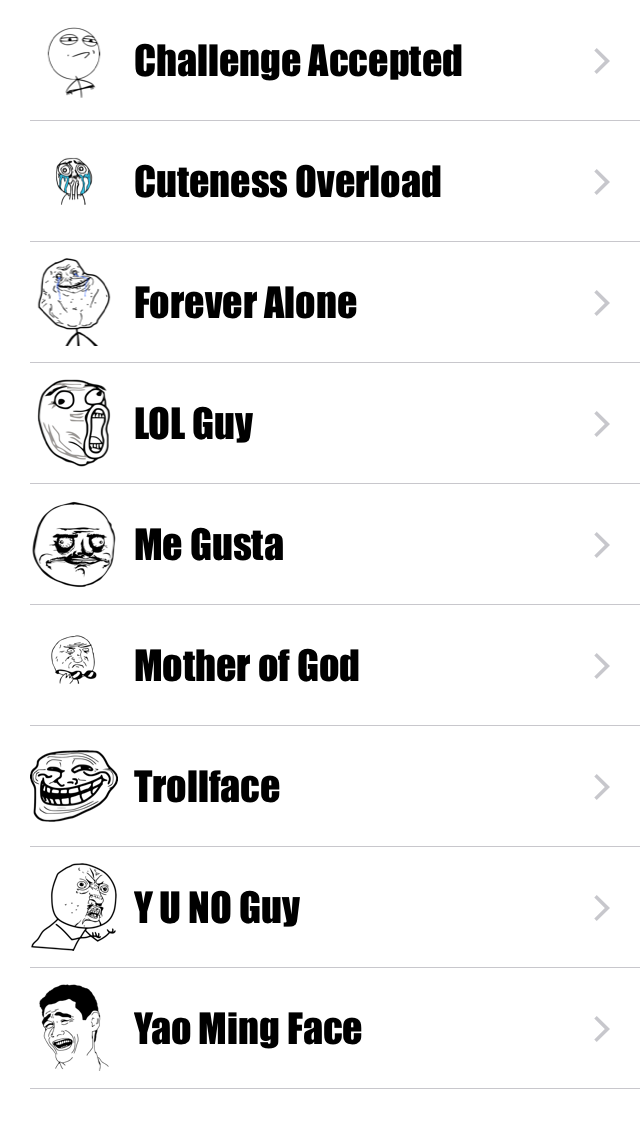 Challenge Accepted
Cuteness Overload
Forever Alone
LOL Guy
Me Gusta
Mother of God
Trollface
Y U NO Guy
Yao Ming Face